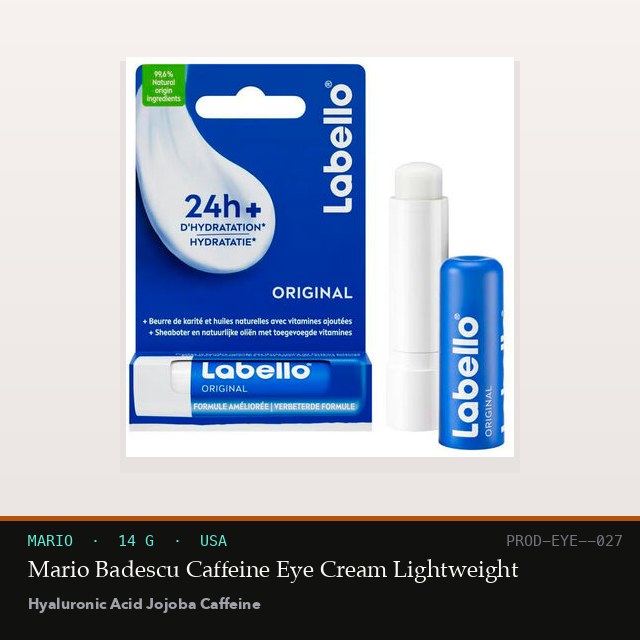 99,6%
Natural
origin
ingredients
Labello®
24h+
D'HYDRATATION*
HYDRATATIE*
ORIGINAL
+ Beurre de karité et huiles naturelles avec vitamines ajoutées
+ Sheaboter en natuurlijke oliën met toegevoegde vitamines
Labello
ORIGINAL
FORMULE AMÉLIORÉE | VERBETERDE FORMULE
Labello®
ORIGINAL
MARIO · 14 G · USA
PROD-EYE--027
Mario Badescu Caffeine Eye Cream Lightweight
Hyaluronic Acid Jojoba Caffeine